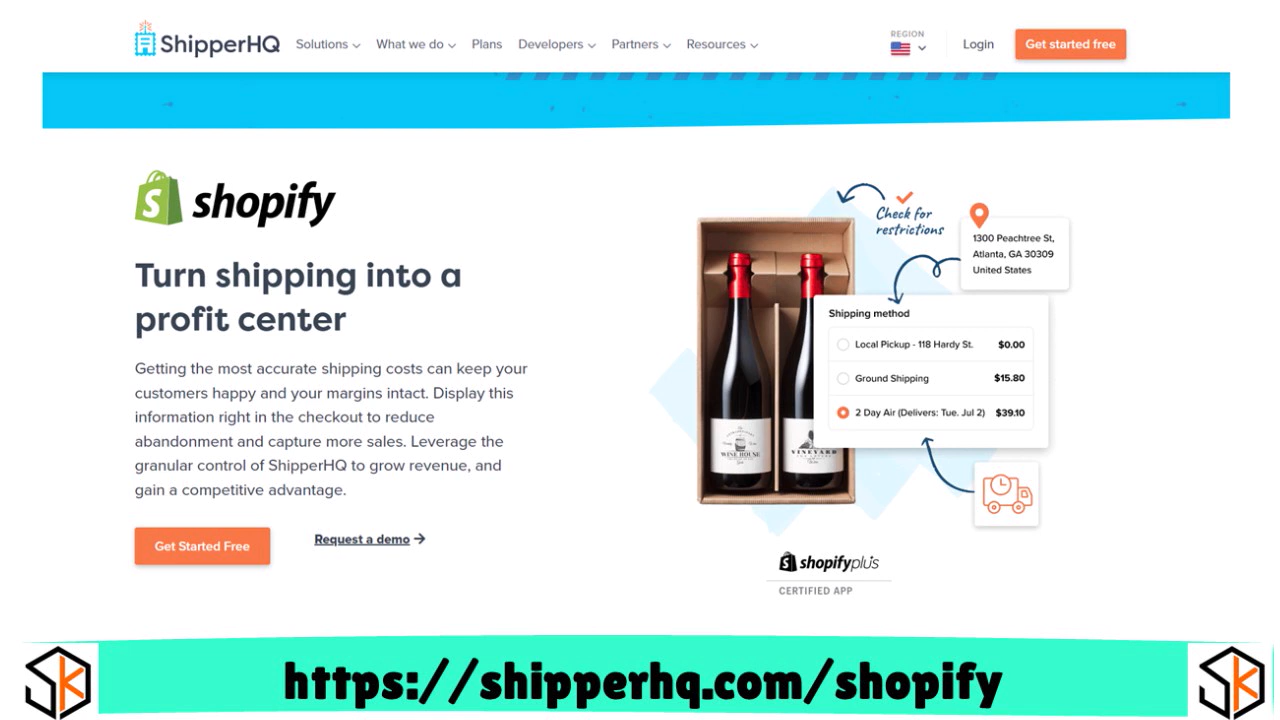 ShipperHQ
Solutions
What we do
Plans
Developers
Partners
Resources
REGION
Login
Get started free
shopify
Turn shipping into a
profit center
Getting the most accurate shipping costs can keep your
customers happy and your margins intact. Display this
information right in the checkout to reduce
abandonment and capture more sales. Leverage the
granular control of ShipperHQ to grow revenue, and
gain a competitive advantage.
Get Started Free
Request a demo
Check for
restrictions
1300 Peachtree St,
Atlanta, GA 30309
United States
Shipping method
Local Pickup - 118 Hardy St. $0.00
Ground Shipping $15.80
2 Day Air (Delivers: Tue. Jul 2) $39.10
WINE HOUSE
VINEYARD
shopifyplus
CERTIFIED APP
https://shipperhq.com/shopify
SK
SK